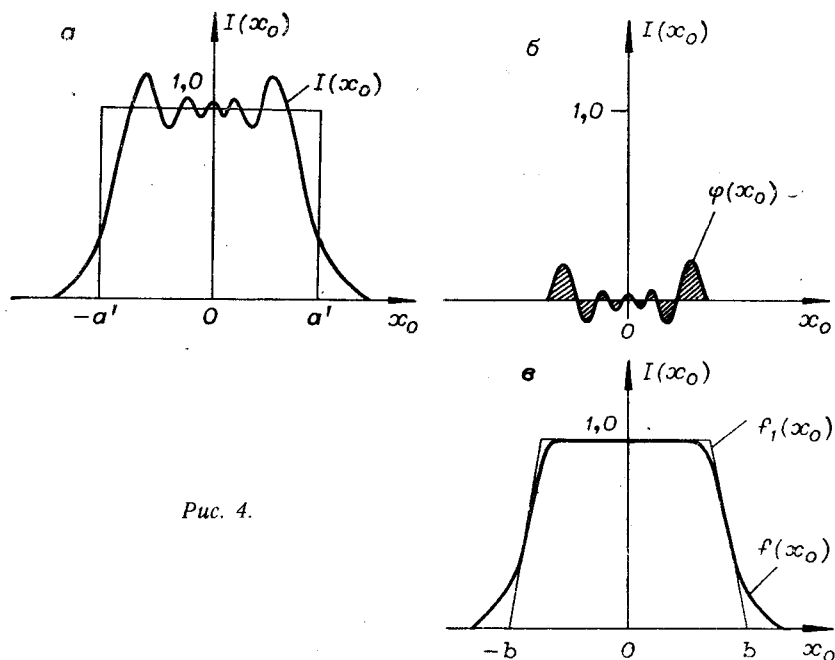 а
I(x₀)
1,0
I(x₀)
-a'
0
a'
x₀
б
I(x₀)
1,0
φ(x₀)
0
x₀
в
I(x₀)
1,0
f₁(x₀)
f(x₀)
-b
0
b
x₀
Рис. 4.